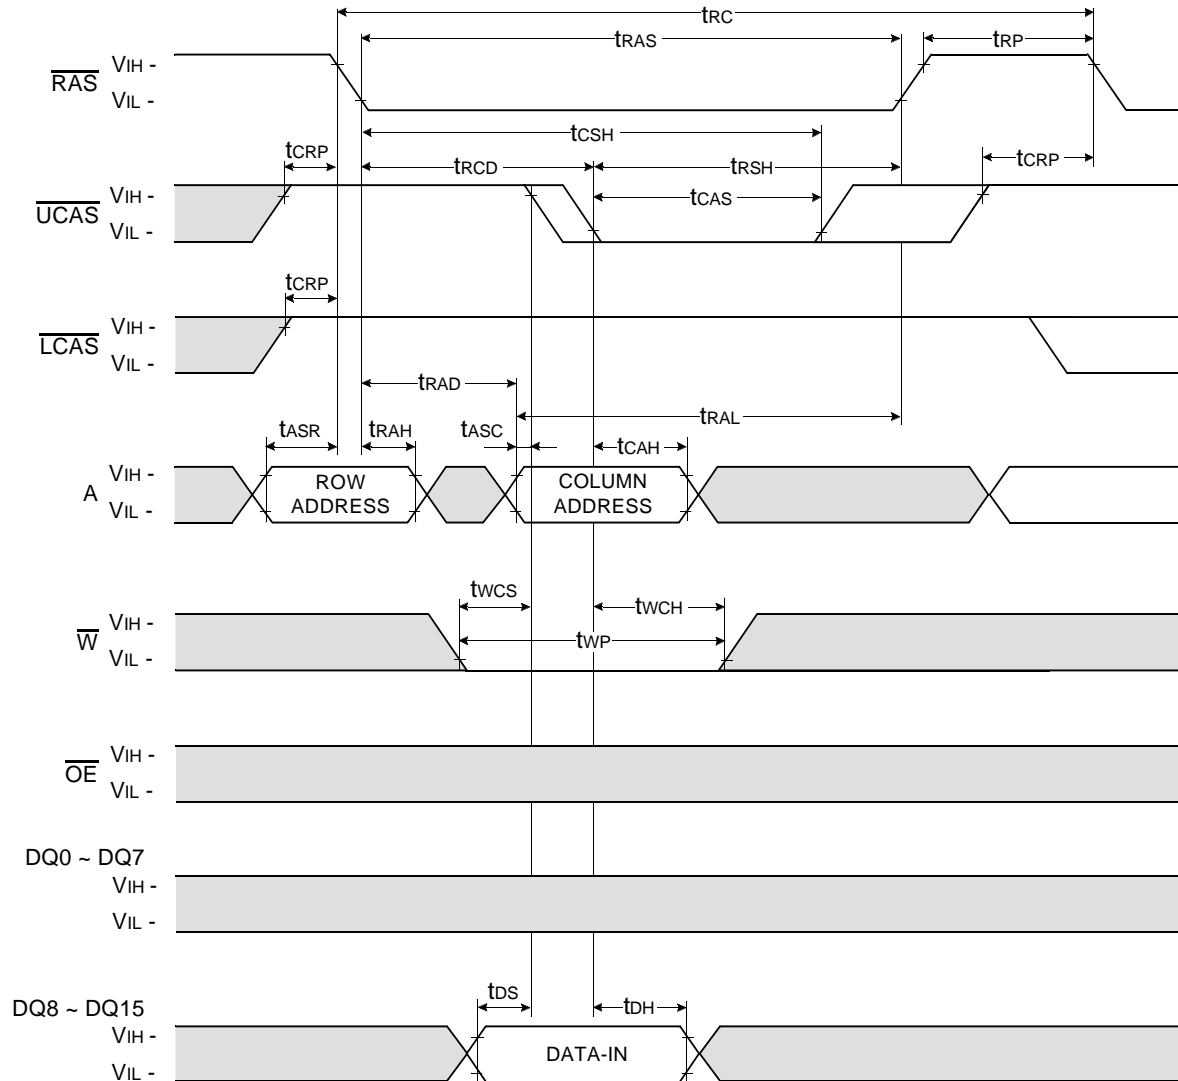 tRC
tRAS
tRP
RAS
VIH -
VIL -
tCSH
tCRP
tRCD
tRSH
tCRP
tCAS
UCAS
VIH -
VIL -
tCRP
LCAS
VIH -
VIL -
tRAD
tRAL
tASR
tRAH
tASC
tCAH
A
VIH -
VIL -
ROW
ADDRESS
COLUMN
ADDRESS
tWCS
tWCH
tWP
W
VIH -
VIL -
OE
VIH -
VIL -
DQ0 ~ DQ7
VIH -
VIL -
tDS
tDH
DQ8 ~ DQ15
VIH -
VIL -
DATA-IN